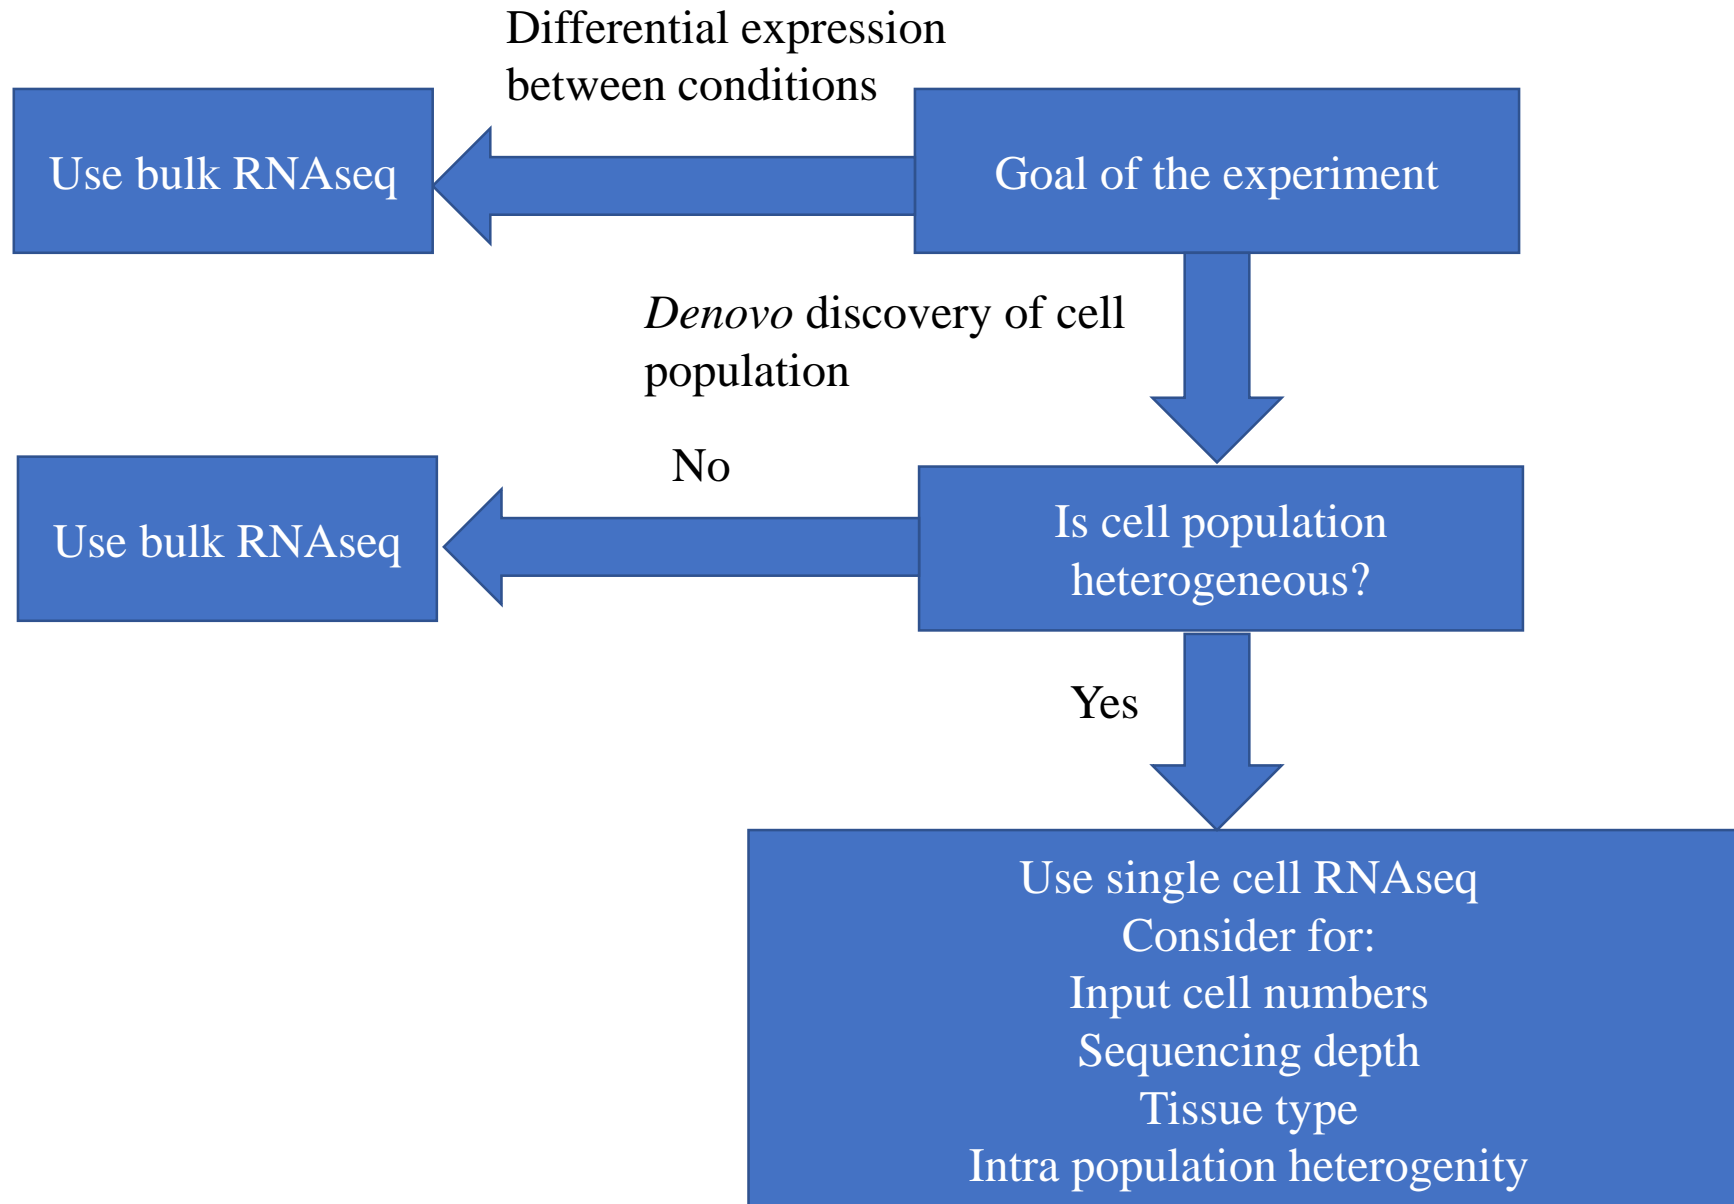 Differential expression
between conditions
Use bulk RNAseq
Goal of the experiment
Denovo discovery of cell
population
No
Use bulk RNAseq
Is cell population
heterogeneous?
Yes
Use single cell RNAseq
Consider for:
Input cell numbers
Sequencing depth
Tissue type
Intra population heterogenity